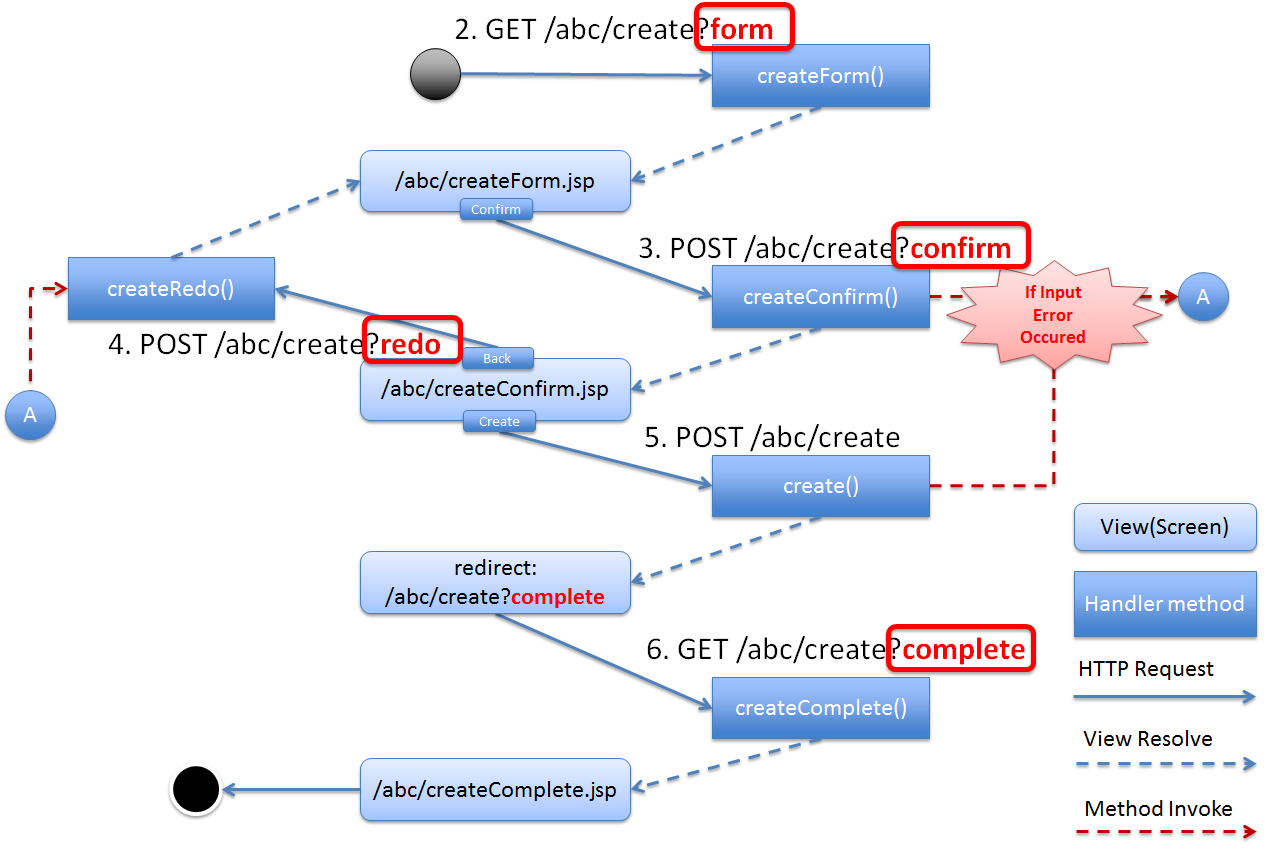 2. GET /abc/create?form
createForm()
/abc/createForm.jsp
Confirm
3. POST /abc/create?confirm
createRedo()
createConfirm()
If Input
Error
Occured
A
4. POST /abc/create?redo
Back
/abc/createConfirm.jsp
Create
A
5. POST /abc/create
create()
View(Screen)
redirect:
/abc/create?complete
Handler method
6. GET /abc/create?complete
HTTP Request
createComplete()
View Resolve
/abc/createComplete.jsp
Method Invoke